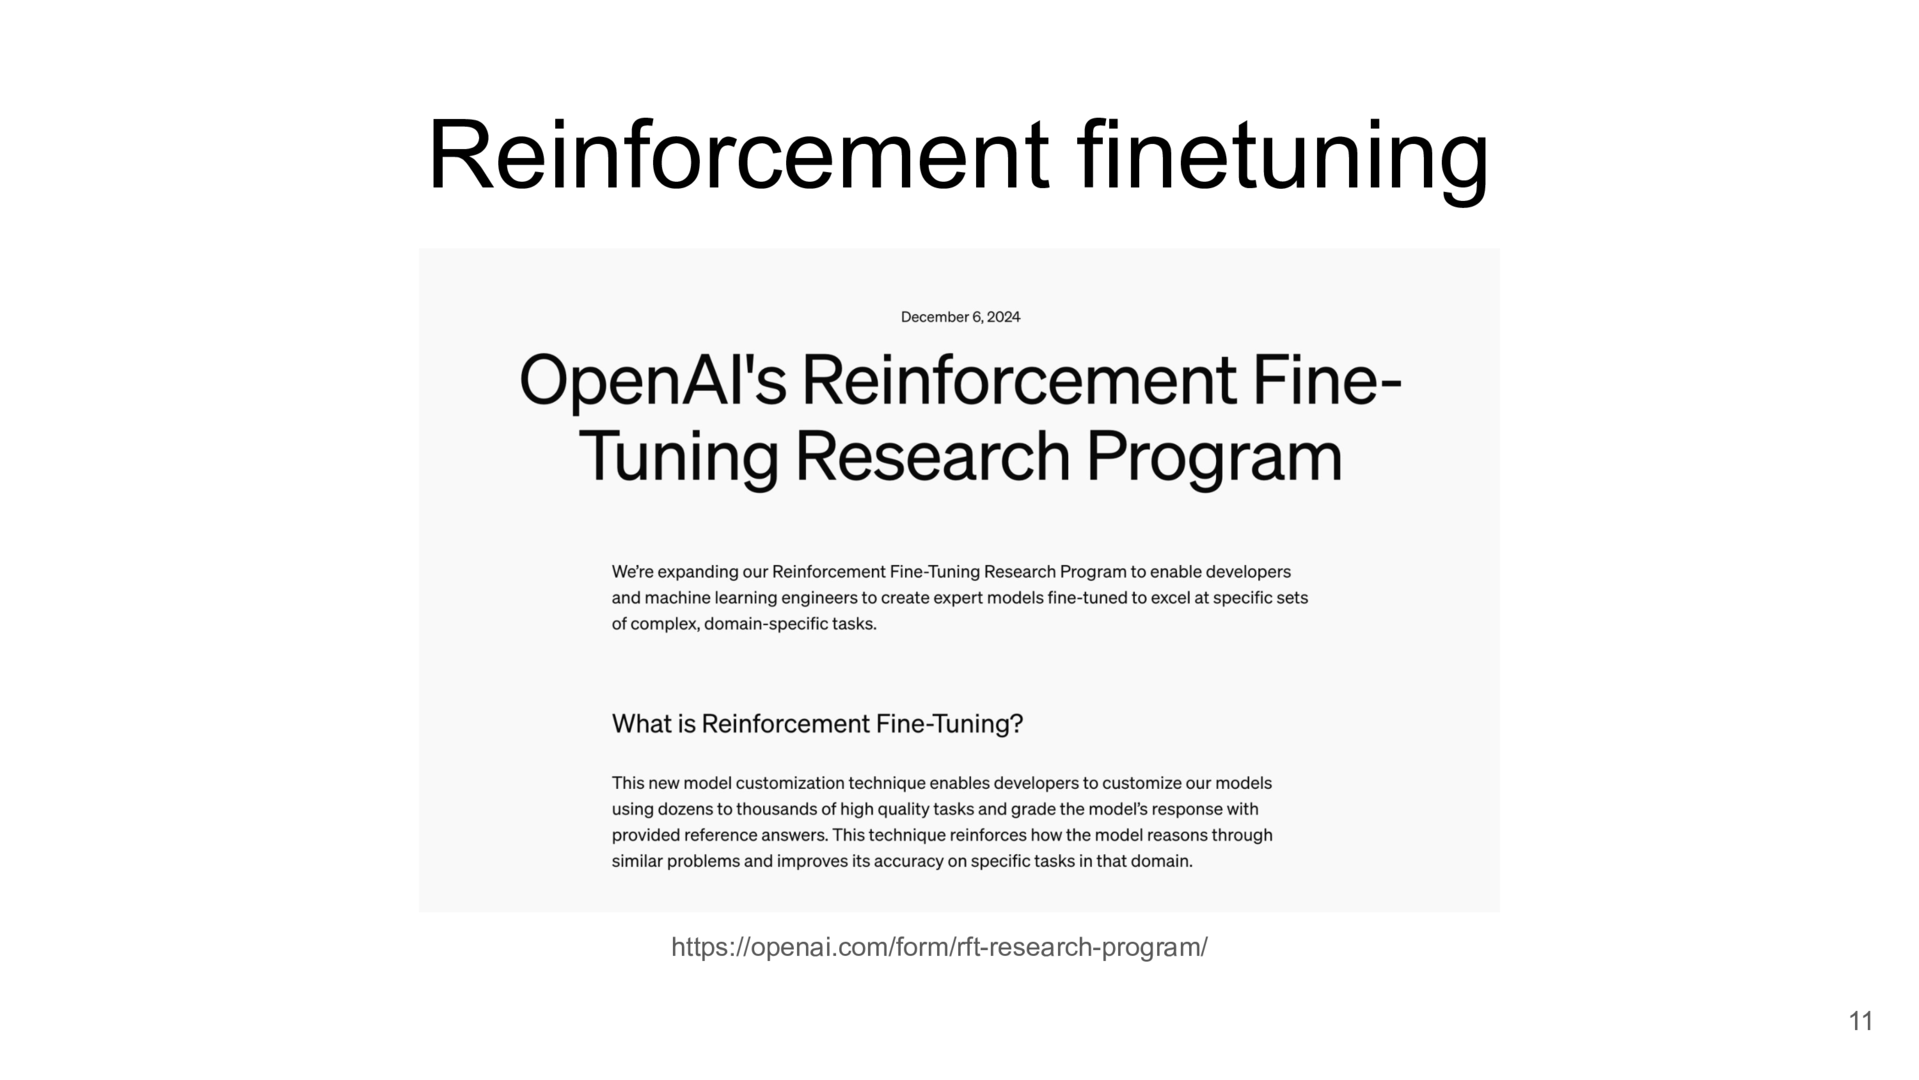 Reinforcement finetuning
December 6, 2024
OpenAI's Reinforcement Fine-
Tuning Research Program
We’re expanding our Reinforcement Fine-Tuning Research Program to enable developers
and machine learning engineers to create expert models fine-tuned to excel at specific sets
of complex, domain-specific tasks.
What is Reinforcement Fine-Tuning?
This new model customization technique enables developers to customize our models
using dozens to thousands of high quality tasks and grade the model’s response with
provided reference answers. This technique reinforces how the model reasons through
similar problems and improves its accuracy on specific tasks in that domain.
https://openai.com/form/rft-research-program/
11